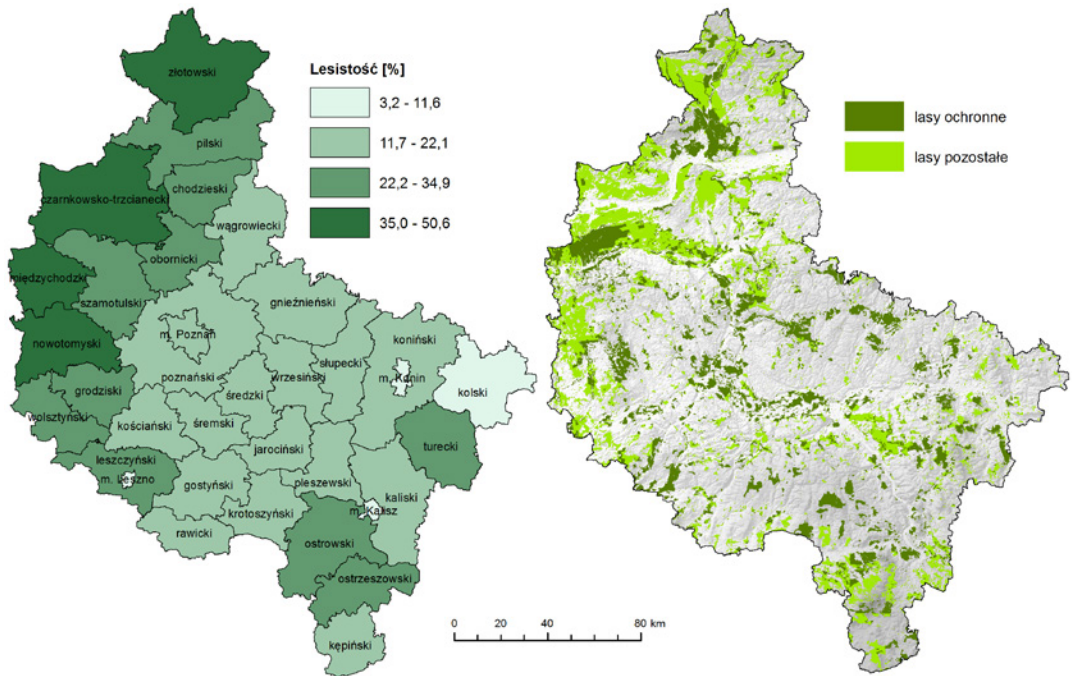 złotowski
Lesistość [%]
3,2 - 11,6
11,7 - 22,1
22,2 - 34,9
35,0 - 50,6
pilski
chodzieski
czarnkowsko-trzcianecki
wągrowiecki
obornicki
międzychodzki
szamotulski
gnieźnieński
m. Poznań
nowotomyski
koniński
słupecki
m. Konin
poznański
wrzesiński
kolski
grodziski
średzki
wolsztyński
kościański
śremski
turecki
jarociński
leszczyński
m. Leszno
gostyński
pleszewski
kaliski
krotoszyński
m. Kalisz
rawicki
ostrowski
ostrzeszowski
kępiński
0 20 40 80 km
lasy ochronne
lasy pozostałe